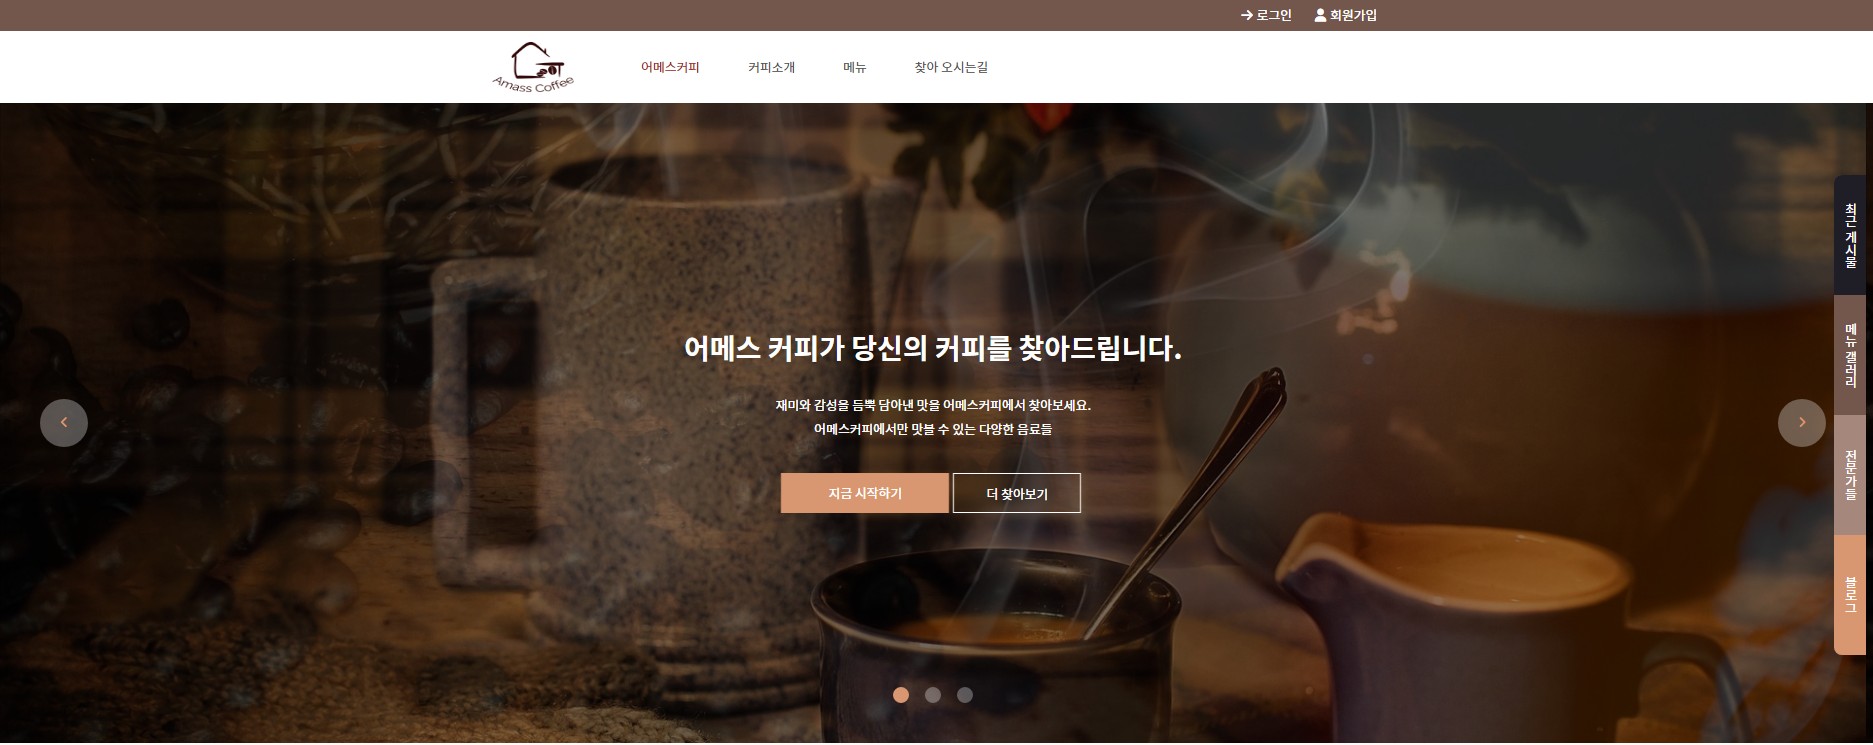 로그인
회원가입
Amass Coffee
어메스커피
커피소개
메뉴
찾아 오시는길
어메스 커피가 당신의 커피를 찾아드립니다.
재미와 감성을 듬뿍 담아낸 맛을 어메스커피에서 찾아보세요.
어메스커피에서만 맛볼 수 있는 다양한 음료들
지금 시작하기
더 찾아보기
최근 게시물
메뉴 갤러리
전문가들
블로그